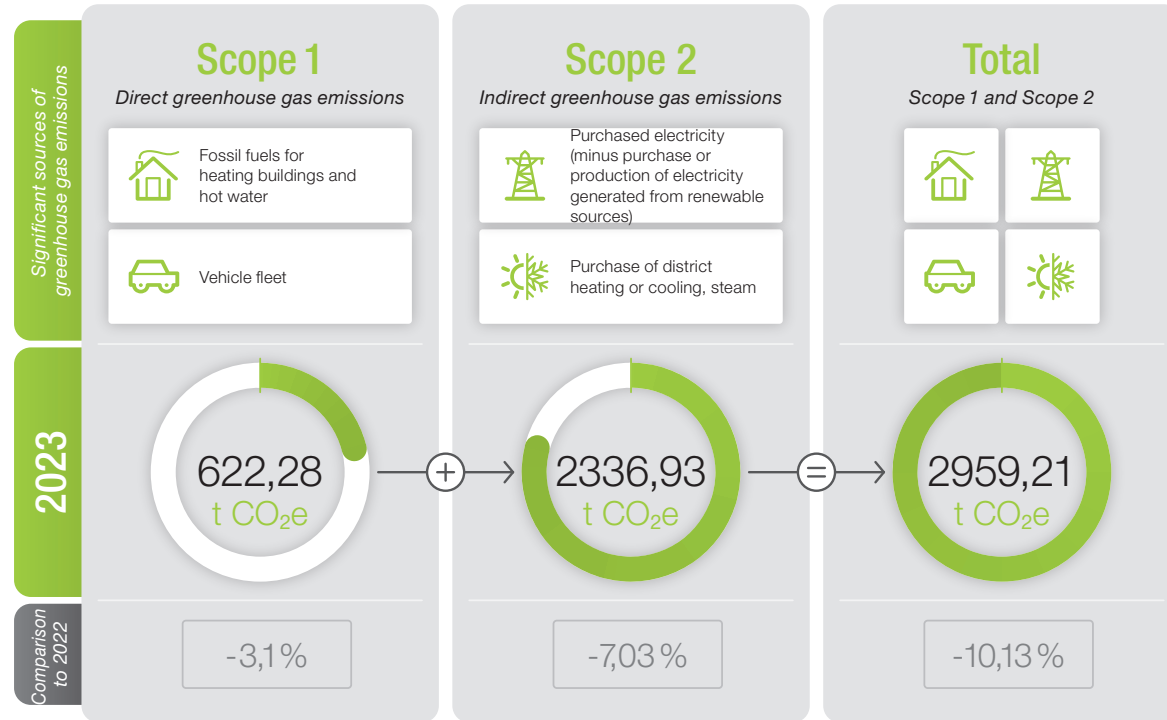 Significant sources of
greenhouse gas emissions
Scope 1
Direct greenhouse gas emissions
Fossil fuels for
heating buildings and
hot water
Vehicle fleet
Scope 2
Indirect greenhouse gas emissions
Purchased electricity
(minus purchase or
production of electricity
generated from renewable
sources)
Purchase of district
heating or cooling, steam
Total
Scope 1 and Scope 2
2023
622,28
t CO₂e
+
2336,93
t CO₂e
=
2959,21
t CO₂e
Comparison
to 2022
-3,1 %
-7,03 %
-10,13 %